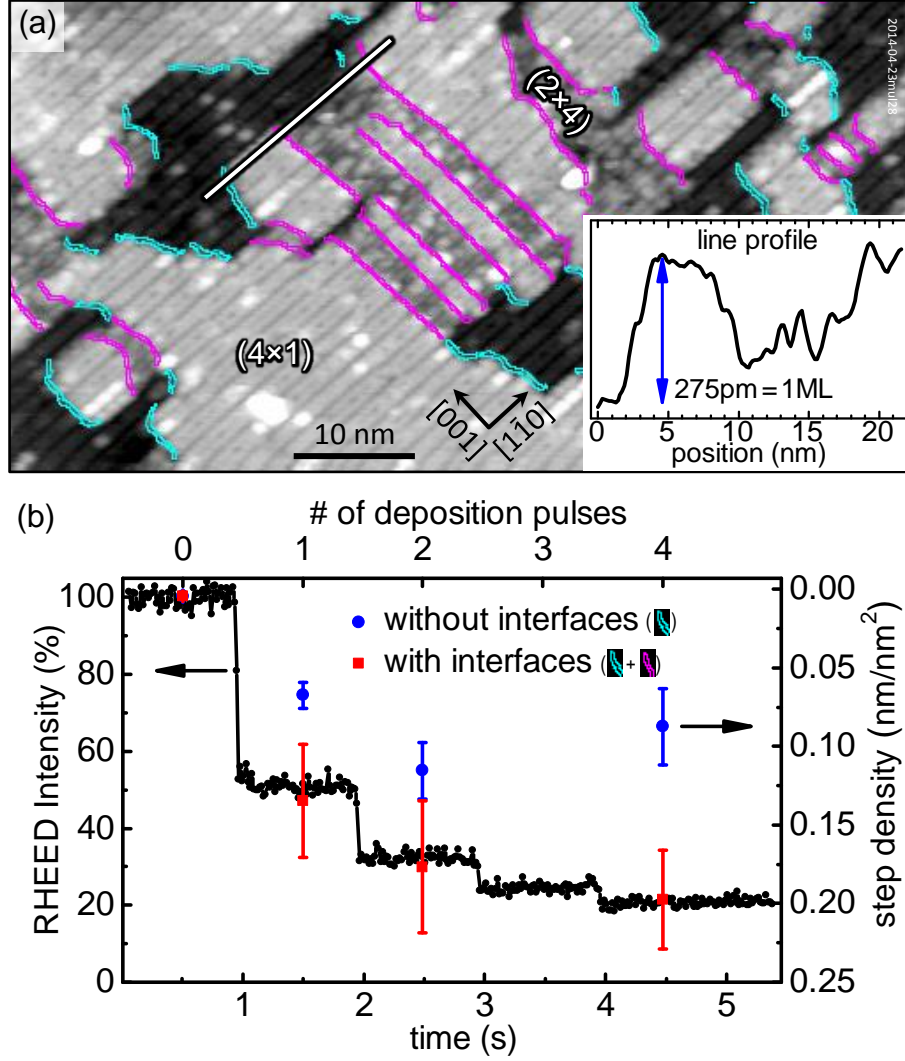 (a)
2014-04-23mul28
(2×4)
(4×1)
10 nm
[001]
[11̄0]
line profile
275pm = 1ML
0 5 10 15 20
position (nm)
(b)
# of deposition pulses
0 1 2 3 4
100
80
60
40
20
0
RHEED Intensity (%)
without interfaces ( )
with interfaces ( + )
0.00
0.05
0.10
0.15
0.20
0.25
step density (nm/nm²)
1 2 3 4 5
time (s)